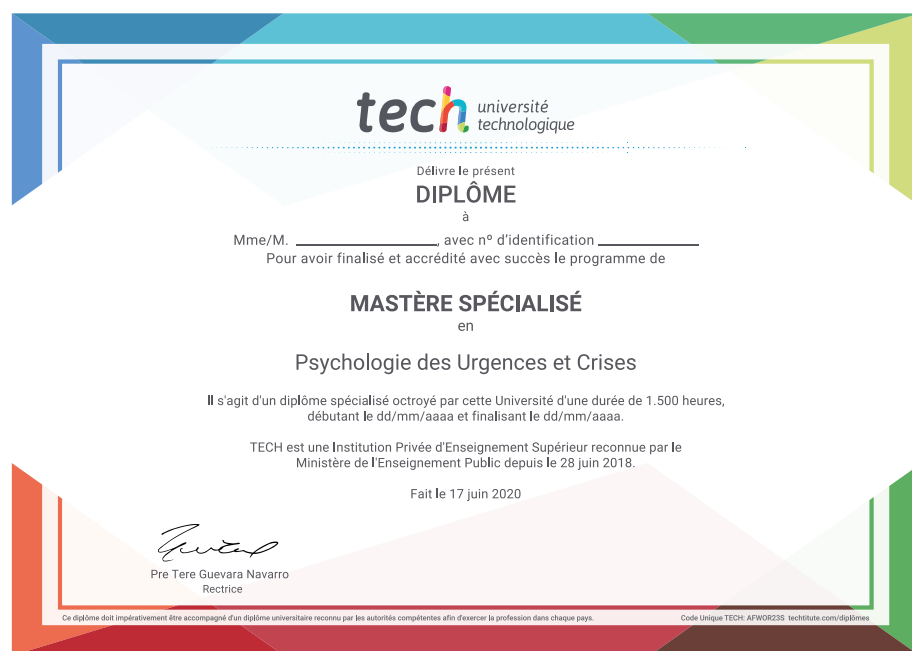 tech université
technologique
Délivre le présent
DIPLÔME
à
Mme/M. ____________________, avec nº d'identification ______________
Pour avoir finalisé et accrédité avec succès le programme de
MASTÈRE SPÉCIALISÉ
en
Psychologie des Urgences et Crises
Il s'agit d'un diplôme spécialisé octroyé par cette Université d'une durée de 1.500 heures,
débutant le dd/mm/aaaa et finalisant le dd/mm/aaaa.
TECH est une Institution Privée d'Enseignement Supérieur reconnue par le
Ministère de l'Enseignement Public depuis le 28 juin 2018.
Fait le 17 juin 2020
Pre Tere Guevara Navarro
Rectrice
Ce diplôme doit impérativement être accompagné d'un diplôme universitaire reconnu par les autorités compétentes afin d'exercer la profession dans chaque pays. Code Unique TECH: AFWOR23S techtitute.com/diplômes